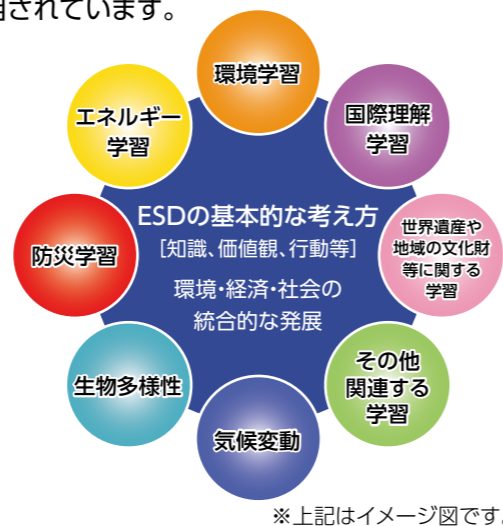 用されています。
環境学習
国際理解
学習
世界遺産や
地域の文化財
等に関する
学習
その他
関連する
学習
気候変動
生物多様性
防災学習
エネルギー
学習
ESDの基本的な考え方
[知識、価値観、行動等]
環境・経済・社会の
統合的な発展
※上記はイメージ図です。